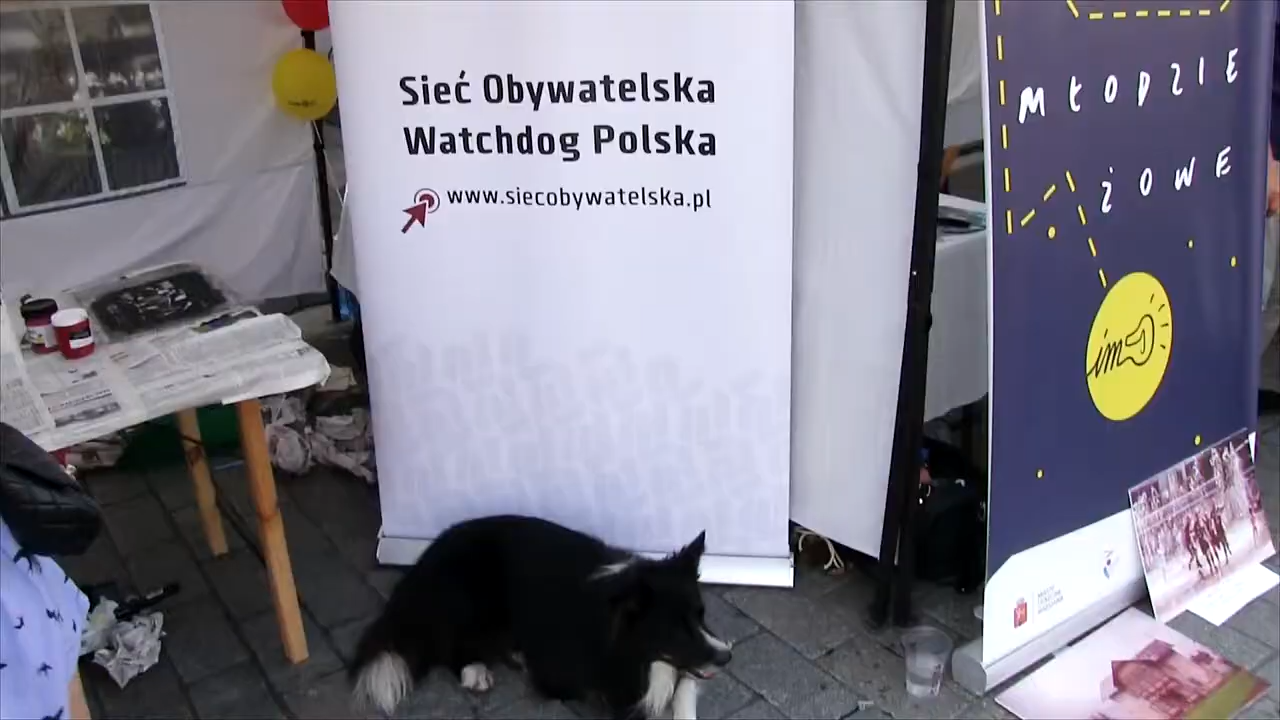 Sieć Obywatelska
Watchdog Polska
www.siecobywatelska.pl
MŁODZIE
ŻOWE
im